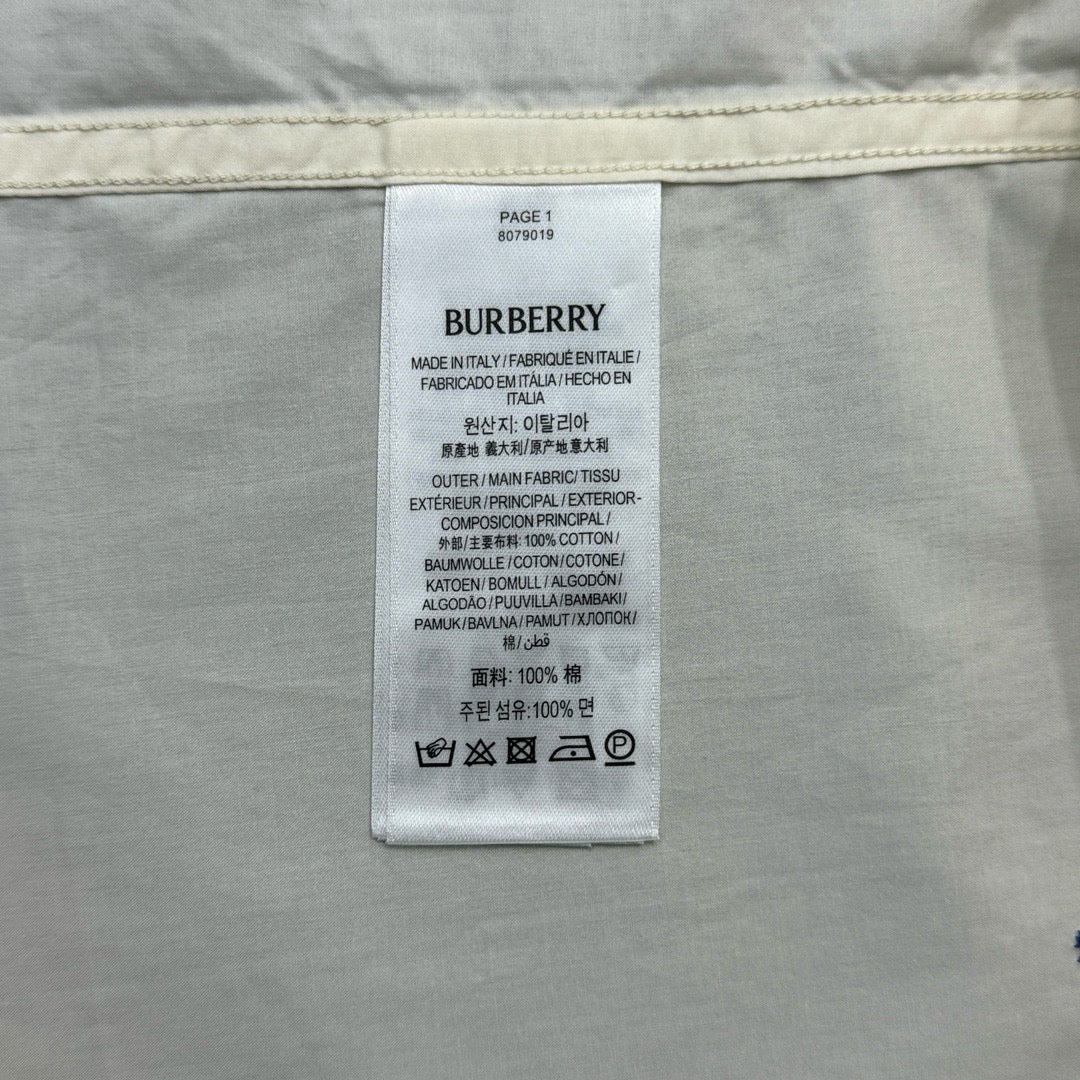 PAGE 1
8079019
BURBERRY
MADE IN ITALY / FABRIQUÉ EN ITALIE /
FABRICADO EM ITÁLIA / HECHO EN
ITALIA
원산지: 이탈리아
原產地 義大利/原产地意大利
OUTER / MAIN FABRIC/ TISSU
EXTÉRIEUR / PRINCIPAL / EXTERIOR-
COMPOSICION PRINCIPAL /
外部/主要布料: 100% COTTON /
BAUMWOLLE / COTON / COTONE /
KATOEN / BOMULL / ALGODÓN /
ALGODÃO / PUUVILLA / BAMBAKI /
PAMUK / BAVLNA / PAMUT / ХЛОПОК /
棉/ قطن
面料: 100% 棉
주된 섬유:100% 면
P